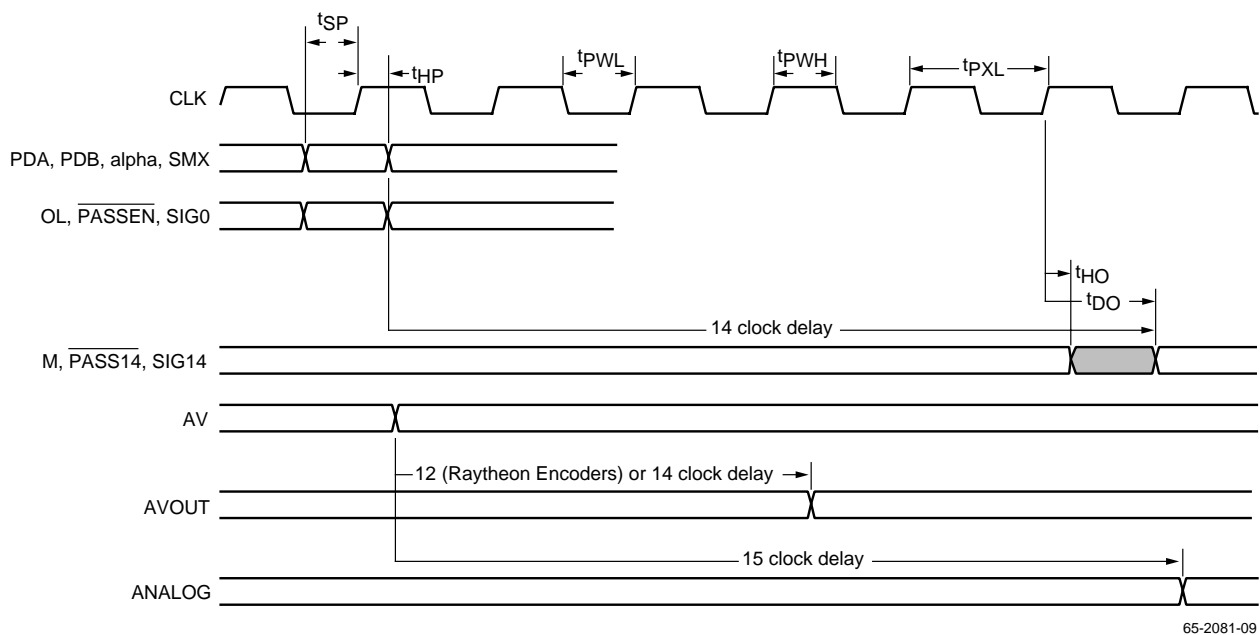 tSP
tHP
tPWL
tPWH
tPXL
CLK
PDA, PDB, alpha, SMX
OL, PASSEN, SIG0
tHO
tDO
14 clock delay
M, PASS14, SIG14
AV
12 (Raytheon Encoders) or 14 clock delay
AVOUT
15 clock delay
ANALOG
65-2081-09